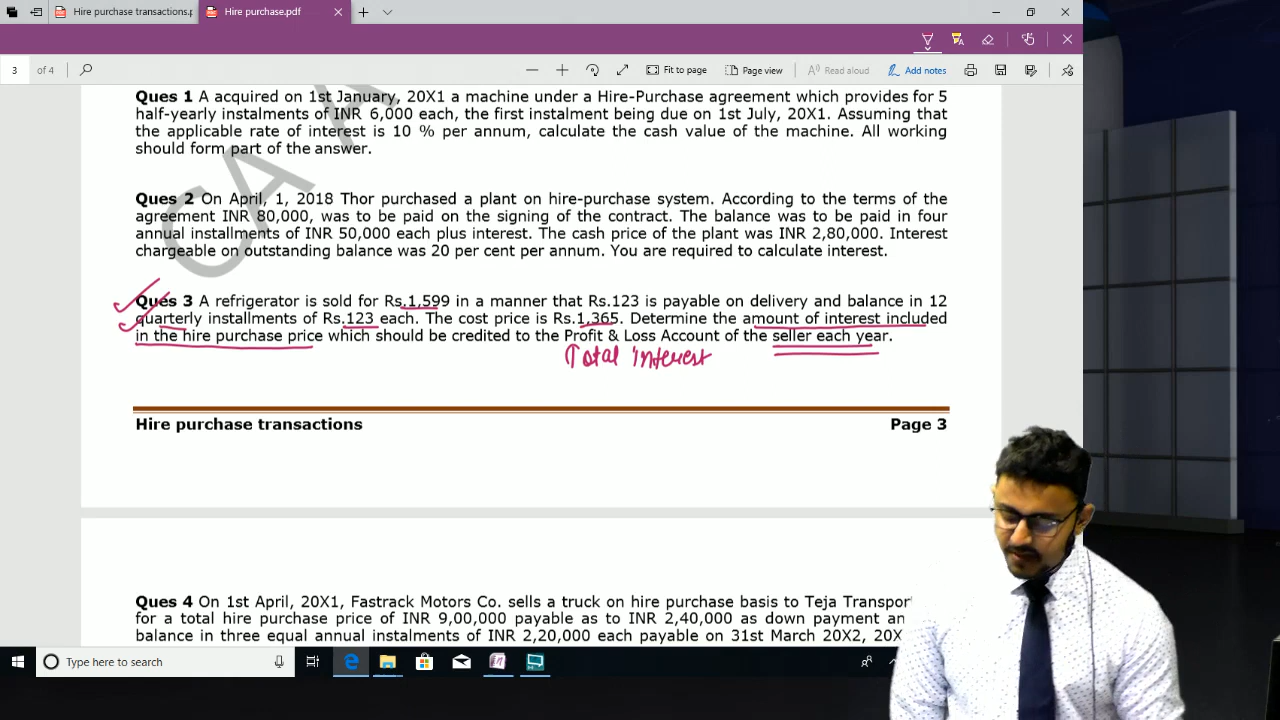 Hire purchase transactions.p
Hire purchase.pdf
3 of 4
Fit to page
Page view
Read aloud
Add notes
CA
Ques 1 A acquired on 1st January, 20X1 a machine under a Hire-Purchase agreement which provides for 5
half-yearly instalments of INR 6,000 each, the first instalment being due on 1st July, 20X1. Assuming that
the applicable rate of interest is 10 % per annum, calculate the cash value of the machine. All working
should form part of the answer.
Ques 2 On April, 1, 2018 Thor purchased a plant on hire-purchase system. According to the terms of the
agreement INR 80,000, was to be paid on the signing of the contract. The balance was to be paid in four
annual installments of INR 50,000 each plus interest. The cash price of the plant was INR 2,80,000. Interest
chargeable on outstanding balance was 20 per cent per annum. You are required to calculate interest.
Ques 3 A refrigerator is sold for Rs.1,599 in a manner that Rs.123 is payable on delivery and balance in 12
quarterly installments of Rs.123 each. The cost price is Rs.1,365. Determine the amount of interest included
in the hire purchase price which should be credited to the Profit & Loss Account of the seller each year.
Total interest
Hire purchase transactions Page 3
Ques 4 On 1st April, 20X1, Fastrack Motors Co. sells a truck on hire purchase basis to Teja Transpor
for a total hire purchase price of INR 9,00,000 payable as to INR 2,40,000 as down payment an
balance in three equal annual instalments of INR 2,20,000 each payable on 31st March 20X2, 20X
Type here to search